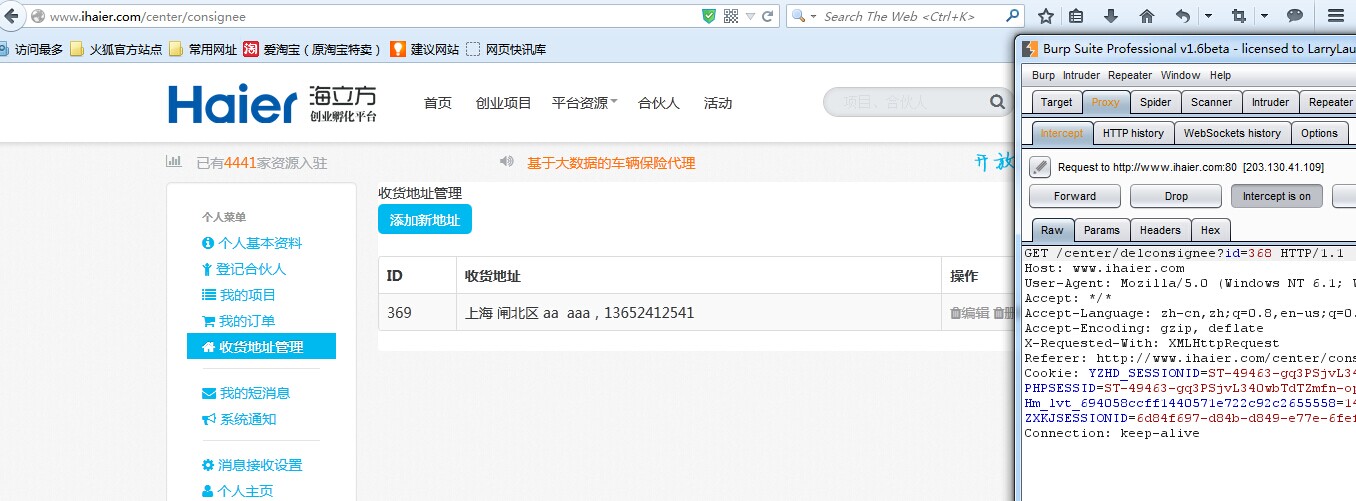 www.ihaier.com/center/consignee
Search The Web <Ctrl+K>
访问最多 火狐官方站点 常用网址 淘 爱淘宝（原淘宝特卖） 建议网站 网页快讯库
Haier 海立方
创业孵化平台
首页 创业项目 平台资源 合伙人 活动
项目、合伙人
已有4441家资源入驻
基于大数据的车辆保险代理
开放
个人菜单
个人基本资料
登记合伙人
我的项目
我的订单
收货地址管理
我的短消息
系统通知
消息接收设置
个人主页
收货地址管理
添加新地址
ID 收货地址 操作
369 上海 闸北区 aa aaa，13652412541 编辑 删
Burp Suite Professional v1.6beta - licensed to LarryLau
Burp Intruder Repeater Window Help
Target Proxy Spider Scanner Intruder Repeater
Intercept HTTP history WebSockets history Options
Request to http://www.ihaier.com:80 [203.130.41.109]
Forward Drop Intercept is on
Raw Params Headers Hex
GET /center/delconsignee?id=368 HTTP/1.1
Host: www.ihaier.com
User-Agent: Mozilla/5.0 (Windows NT 6.1; W
Accept: */*
Accept-Language: zh-cn,zh;q=0.8,en-us;q=0.
Accept-Encoding: gzip, deflate
X-Requested-With: XMLHttpRequest
Referer: http://www.ihaier.com/center/cons
Cookie: YZHD_SESSIONID=ST-49463-gq3PSjvL34
PHPSESSID=ST-49463-gq3PSjvL340wbTdTZmfn-op
Hm_lvt_694058ccff1440571e722c92c2655558=14
ZXKJSESSIONID=6d84f697-d84b-d849-e77e-6fef
Connection: keep-alive